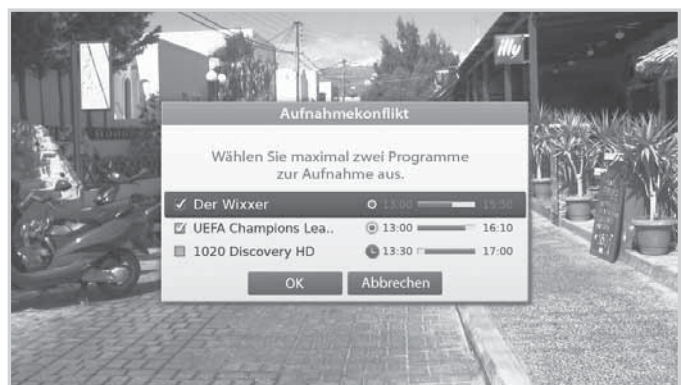 illy
Aufnahmekonflikt
Wählen Sie maximal zwei Programme
zur Aufnahme aus.
Der Wixxer 13:00 15:50
UEFA Champions Lea.. 13:00 16:10
1020 Discovery HD 13:30 17:00
OK Abbrechen